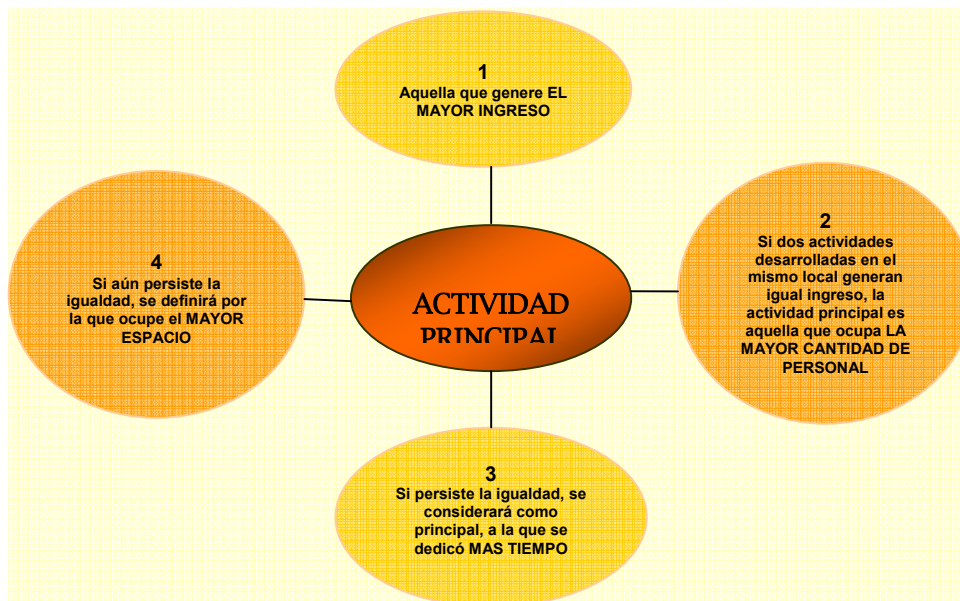 1
Aquella que genere EL
MAYOR INGRESO
2
Si dos actividades
desarrolladas en el
mismo local generan
igual ingreso, la
actividad principal es
aquella que ocupa LA
MAYOR CANTIDAD DE
PERSONAL
4
Si aún persiste la
igualdad, se definirá por
la que ocupe el MAYOR
ESPACIO
ACTIVIDAD
PRINCIPAL
3
Si persiste la igualdad, se
considerará como
principal, a la que se
dedicó MAS TIEMPO